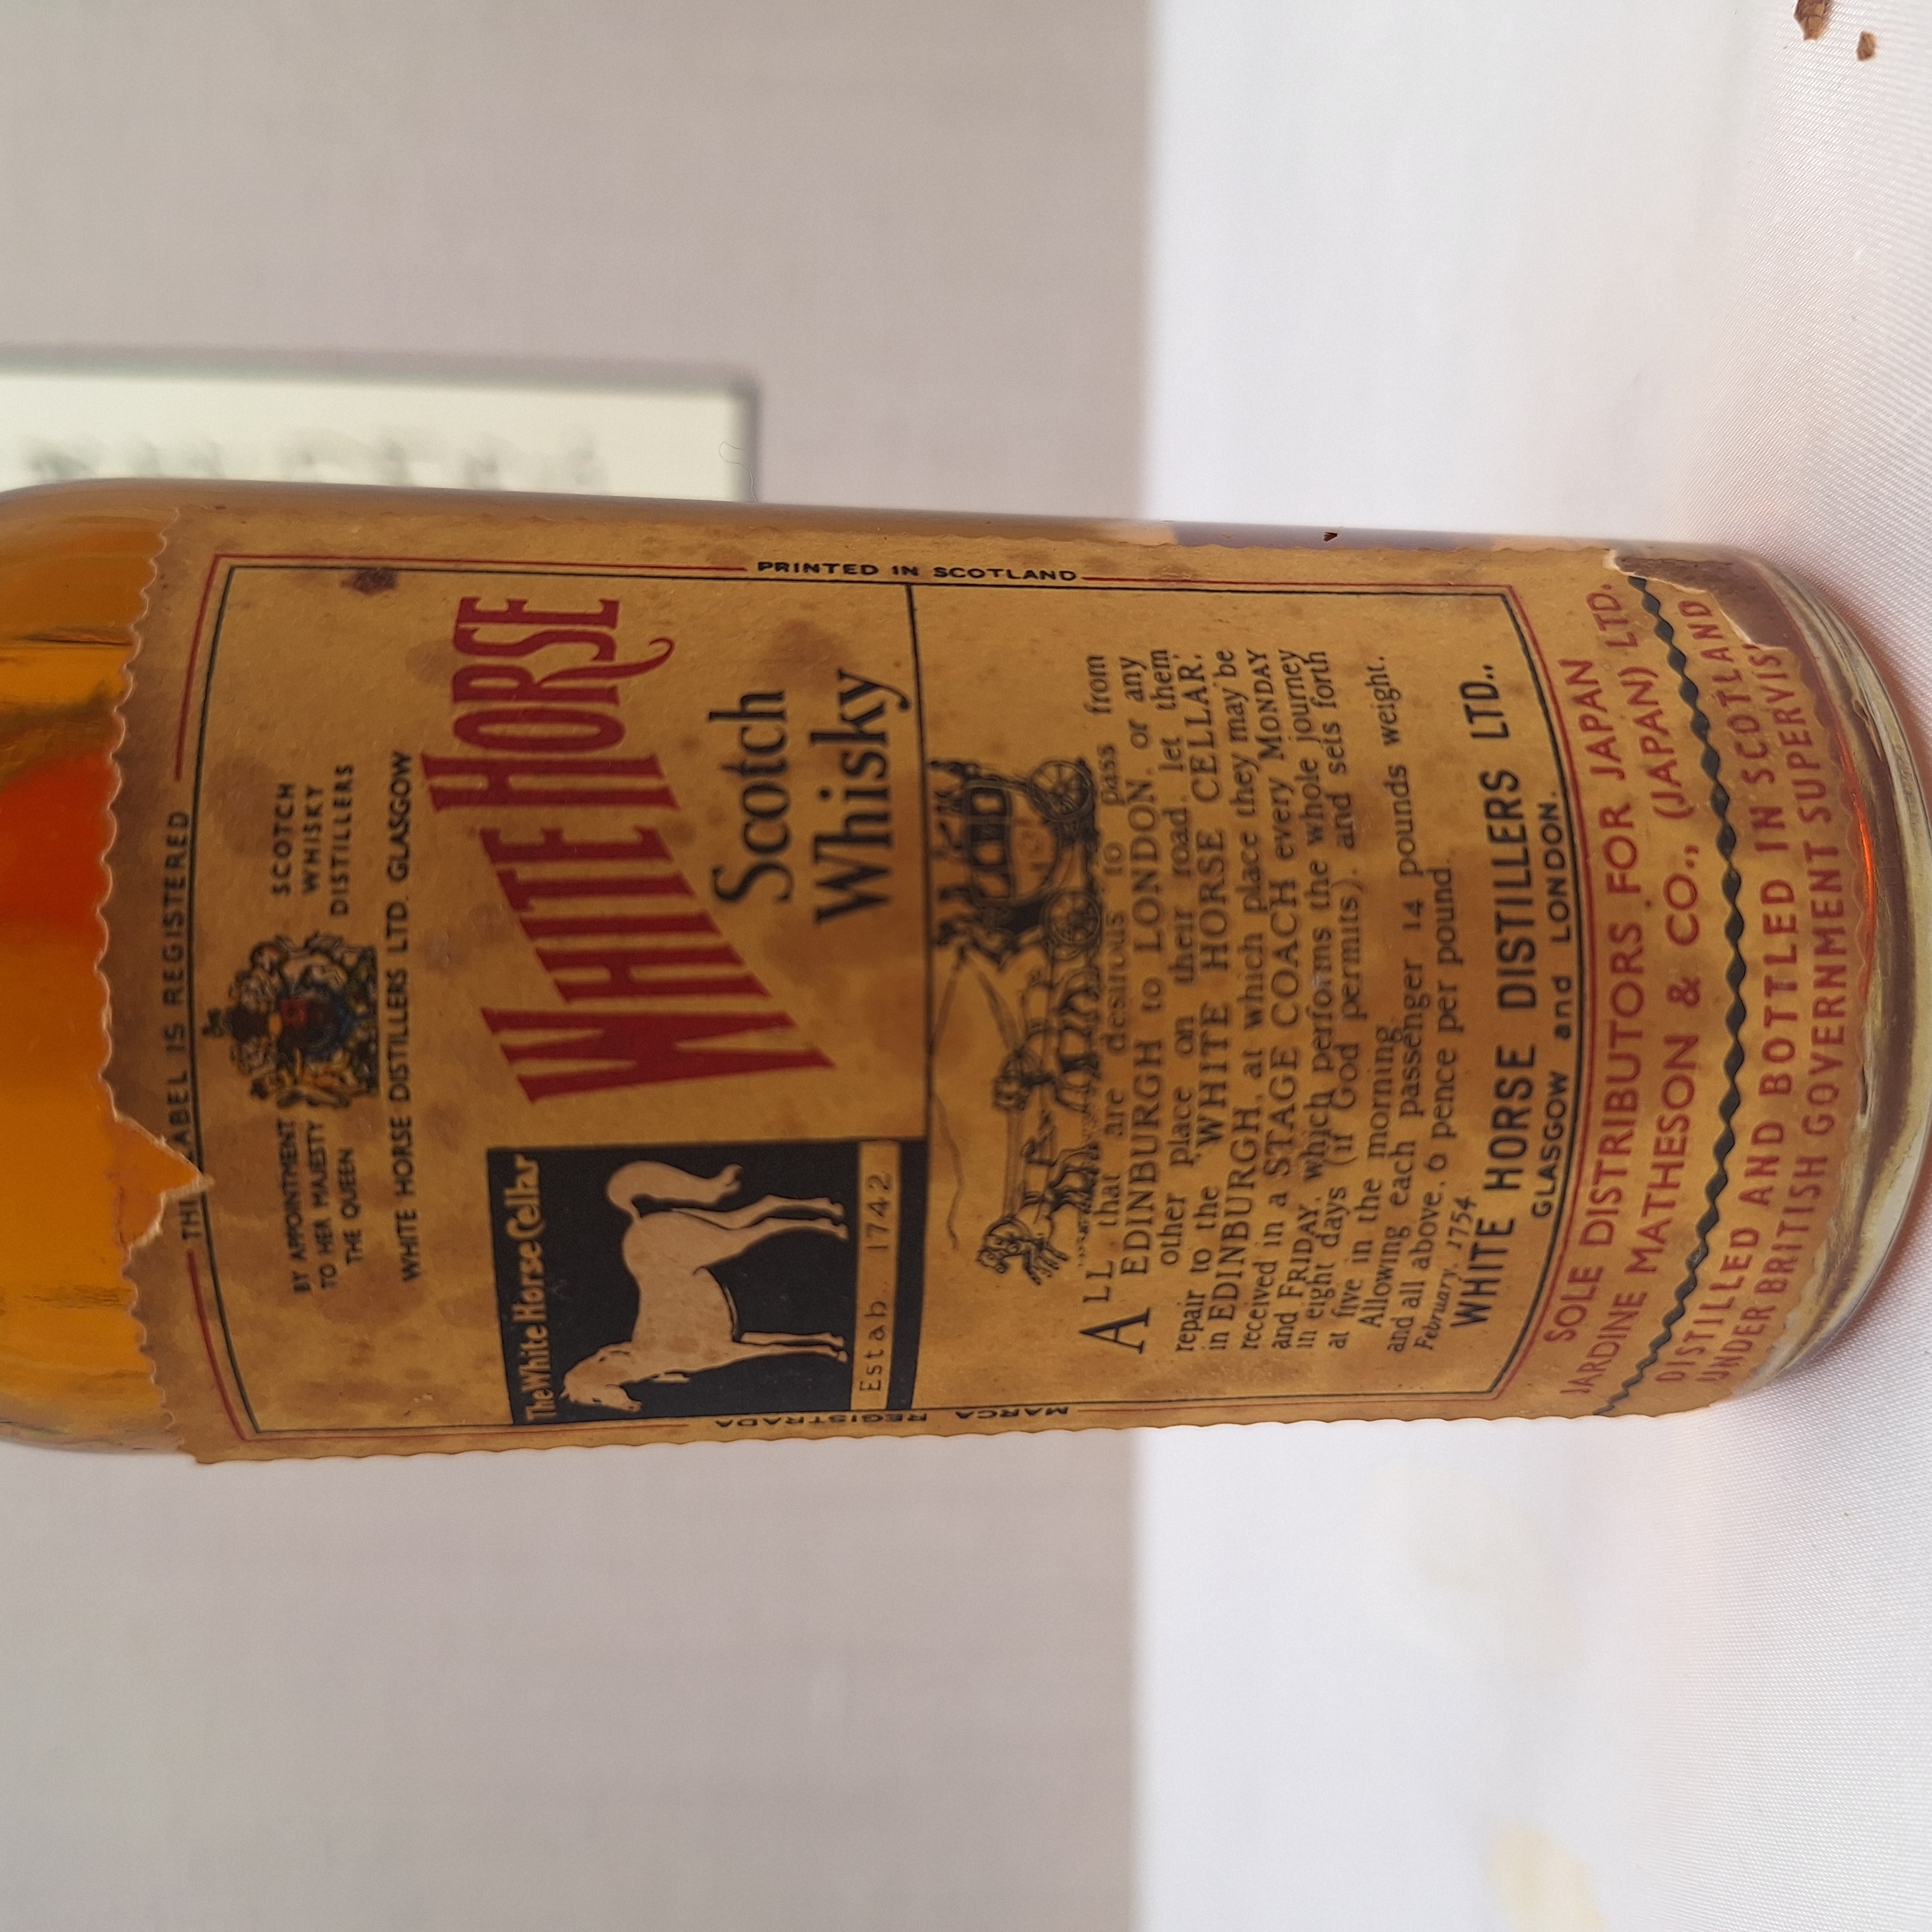 THI ABEL IS REGISTERED
BY APPOINTMENT
TO HER MAJESTY
THE QUEEN
SCOTCH
WHISKY
DISTILLERS
WHITE HORSE DISTILLERS LTD. GLASGOW
The White Horse Cellar
Estab. 1742
WHITE HORSE
Scotch
Whisky
PRINTED IN SCOTLAND
MARCA REGISTRADA
ALL that are desirous to pass from
EDINBURGH to LONDON, or any
other place on their road, let them
repair to the "WHITE HORSE CELLAR,"
in EDINBURGH, at which place they may be
received in a STAGE COACH every MONDAY
and FRIDAY, which performs the whole journey
in eight days (if God permits), and sets forth
at five in the morning.
Allowing each passenger 14 pounds weight,
and all above, 6 pence per pound.
February, 1754
WHITE HORSE DISTILLERS LTD.,
GLASGOW and LONDON.
SOLE DISTRIBUTORS FOR JAPAN
JARDINE MATHESON & CO., (JAPAN) LTD.
DISTILLED AND BOTTLED IN SCOTLAND
UNDER BRITISH GOVERNMENT SUPERVIS